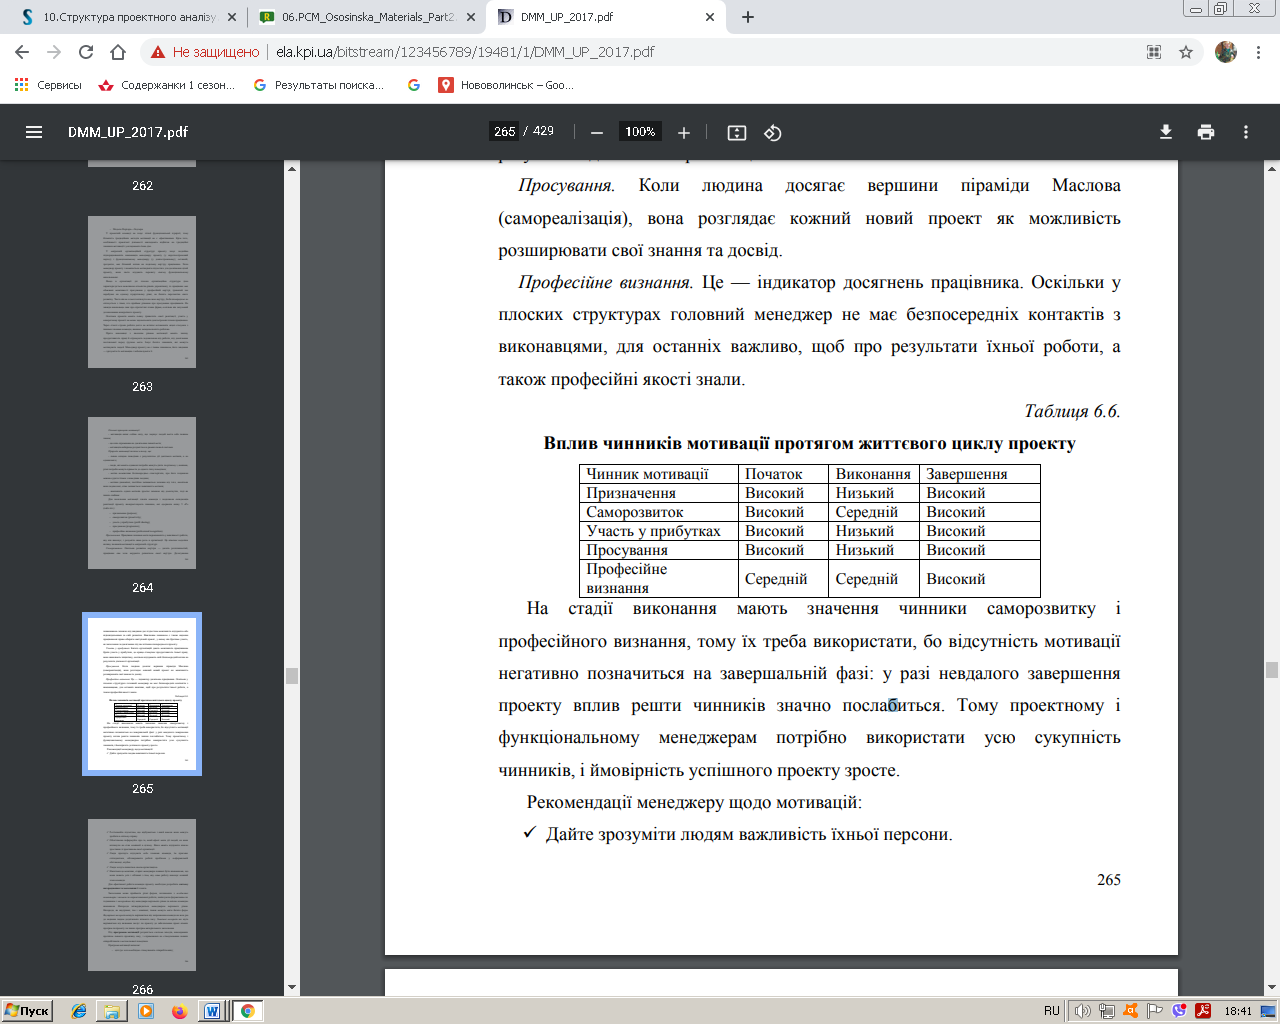 10.Структура проектного аналізу
06.PCM_Ososinska_Materials_Part2.
DMM_UP_2017.pdf
Не защищено | ela.kpi.ua/bitstream/123456789/19481/1/DMM_UP_2017.pdf
Сервисы
Содержанки 1 сезон...
Результаты поиска...
Нововолинськ – Goo...
DMM_UP_2017.pdf
265 / 429
100%
262
263
264
265
266
Просування. Коли людина досягає вершини піраміди Маслова
(самореалізація), вона розглядає кожний новий проект як можливість
розширювати свої знання та досвід.
Професійне визнання. Це — індикатор досягнень працівника. Оскільки у
плоских структурах головний менеджер не має безпосередніх контактів з
виконавцями, для останніх важливо, щоб про результати їхньої роботи, а
також професійні якості знали.
Таблиця 6.6.
Вплив чинників мотивації протягом життєвого циклу проекту
Чинник мотивації Початок Виконання Завершення
Призначення Високий Низький Високий
Саморозвиток Високий Середній Високий
Участь у прибутках Високий Низький Високий
Просування Високий Низький Високий
Професійне
визнання Середній Середній Високий
На стадії виконання мають значення чинники саморозвитку і
професійного визнання, тому їх треба використати, бо відсутність мотивації
негативно позначиться на завершальній фазі: у разі невдалого завершення
проекту вплив решти чинників значно послабиться. Тому проектному і
функціональному менеджерам потрібно використати усю сукупність
чинників, і ймовірність успішного проекту зросте.
Рекомендації менеджеру щодо мотивацій:
✓ Дайте зрозуміти людям важливість їхньої персони.
265
Пуск
RU
18:41